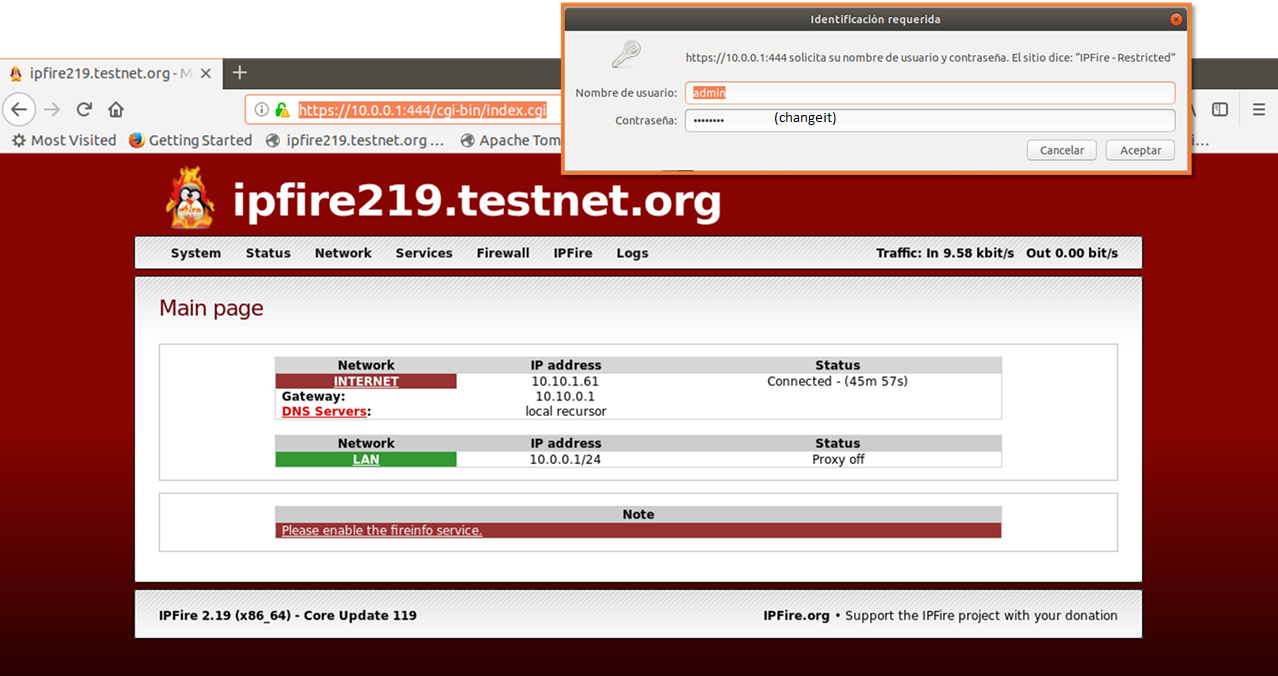 Identificación requerida
https://10.0.0.1:444 solicita su nombre de usuario y contraseña. El sitio dice: “IPFire - Restricted”
Nombre de usuario: admin
Contraseña: •••••••• (changeit)
Cancelar Aceptar
ipfire219.testnet.org - M
https://10.0.0.1:444/cgi-bin/index.cgi
Most Visited Getting Started ipfire219.testnet.org ... Apache Tom
ipfire219.testnet.org
System Status Network Services Firewall IPFire Logs Traffic: In 9.58 kbit/s Out 0.00 bit/s
Main page
Network IP address Status
INTERNET 10.10.1.61 Connected - (45m 57s)
Gateway: 10.10.0.1
DNS Servers: local recursor
Network IP address Status
LAN 10.0.0.1/24 Proxy off
Note
Please enable the fireinfo service.
IPFire 2.19 (x86_64) - Core Update 119 IPFire.org • Support the IPFire project with your donation